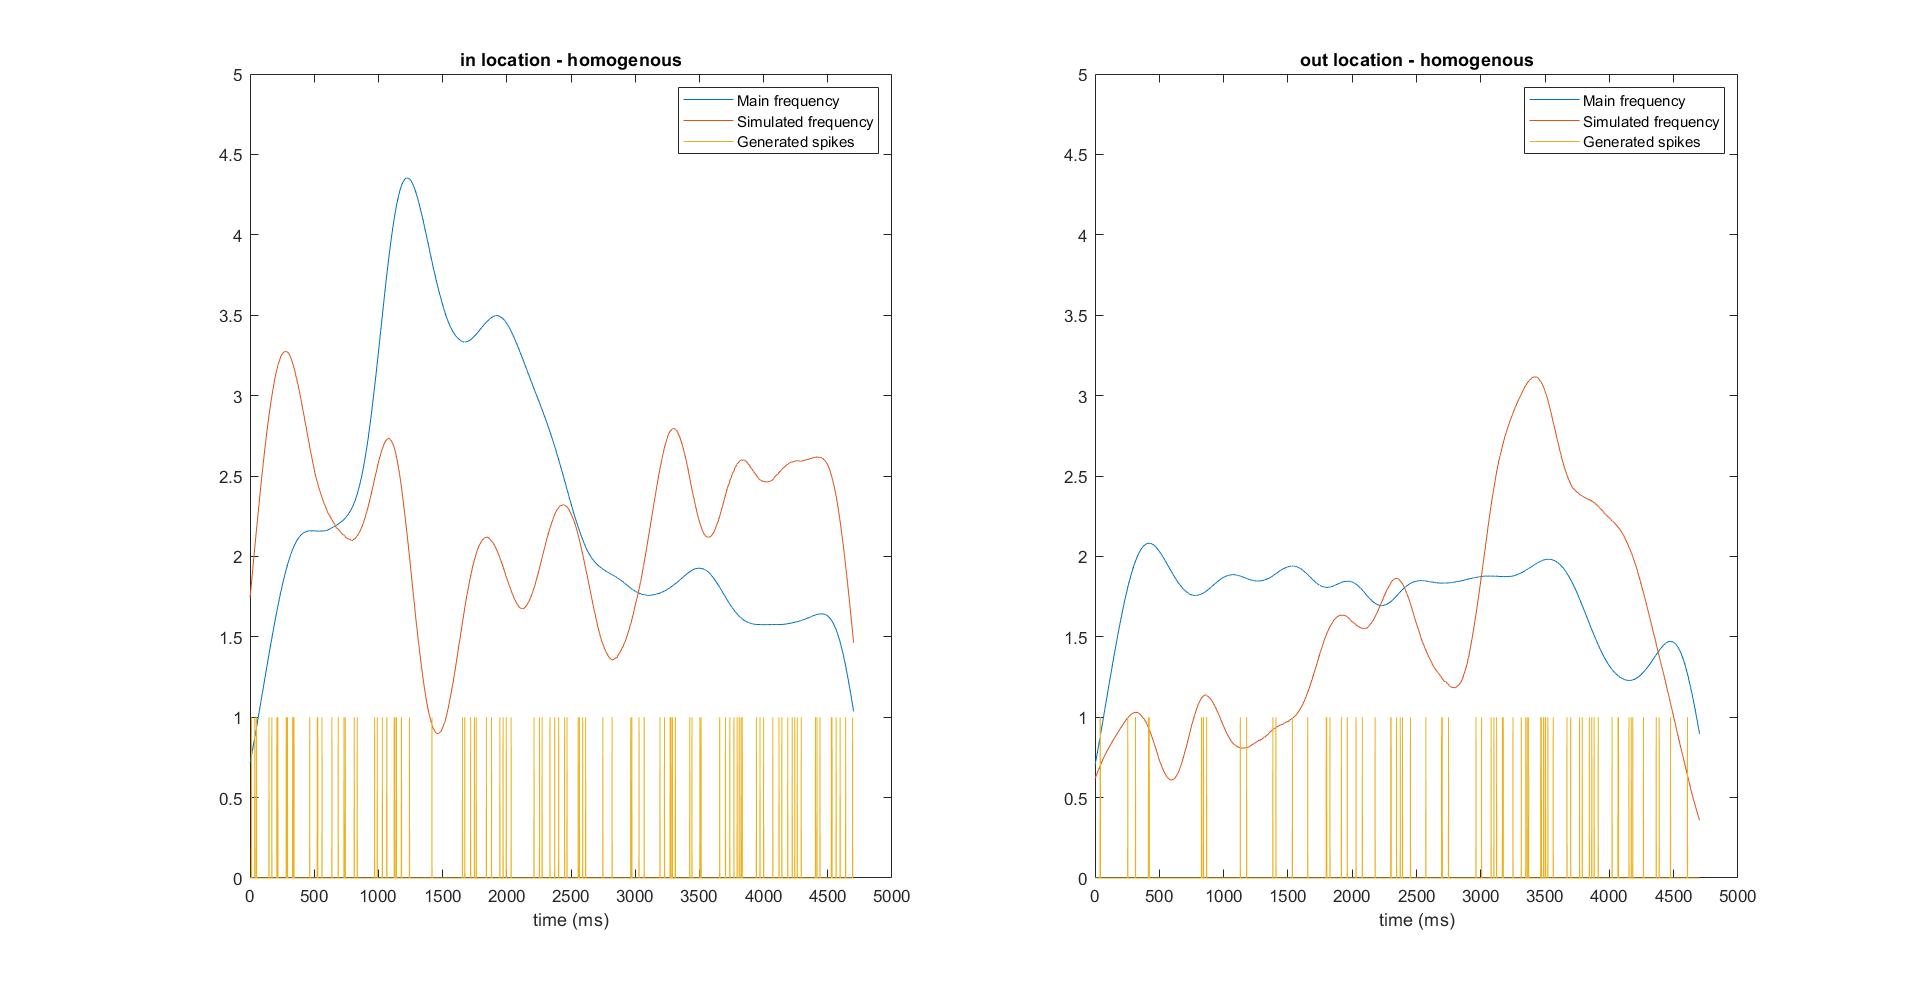 in location - homogenous
5
4.5
4
3.5
3
2.5
2
1.5
1
0.5
0
0 500 1000 1500 2000 2500 3000 3500 4000 4500 5000
time (ms)
Main frequency
Simulated frequency
Generated spikes
out location - homogenous
5
4.5
4
3.5
3
2.5
2
1.5
1
0.5
0
0 500 1000 1500 2000 2500 3000 3500 4000 4500 5000
time (ms)
Main frequency
Simulated frequency
Generated spikes